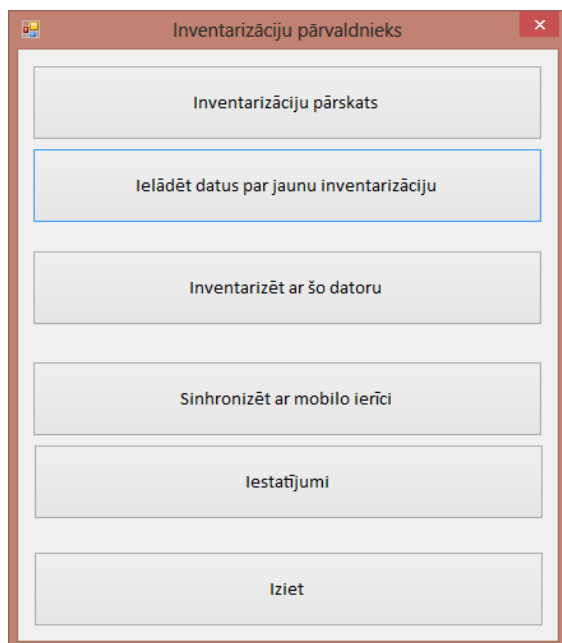 Inventarizāciju pārvaldnieks
Inventarizāciju pārskats
Ielādēt datus par jaunu inventarizāciju
Inventarizēt ar šo datoru
Sinhronizēt ar mobilo ierīci
Iestatījumi
Iziet